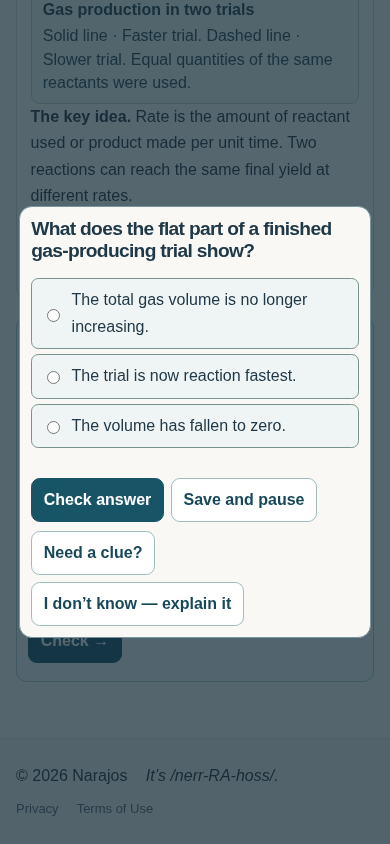 Gas production in two trials
Solid line · Faster trial. Dashed line ·
Slower trial. Equal quantities of the same
reactants were used.
The key idea. Rate is the amount of reactant
used or product made per unit time. Two
reactions can reach the same final yield at
different rates.
What does the flat part of a finished
gas-producing trial show?
The total gas volume is no longer
increasing.
The trial is now reaction fastest.
The volume has fallen to zero.
Check answer
Save and pause
Need a clue?
I don’t know — explain it
Check →
© 2026 Narajos
It’s /nerr-RA-hoss/.
Privacy
Terms of Use